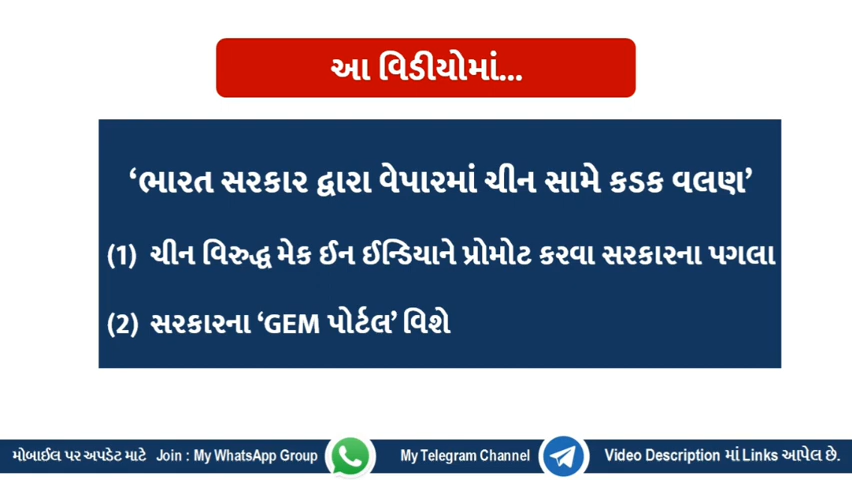 આ વિડીયોમાં...
‘ભારત સરકાર દ્વારા વેપારમાં ચીન સામે કડક વલણ’
(1) ચીન વિરુદ્ધ મેક ઈન ઈન્ડિયાને પ્રોમોટ કરવા સરકારના પગલા
(2) સરકારના ‘GEM પોર્ટલ’ વિશે
મોબાઈલ પર અપડેટ માટે Join : My WhatsApp Group My Telegram Channel Video Description માં Links આપેલ છે.